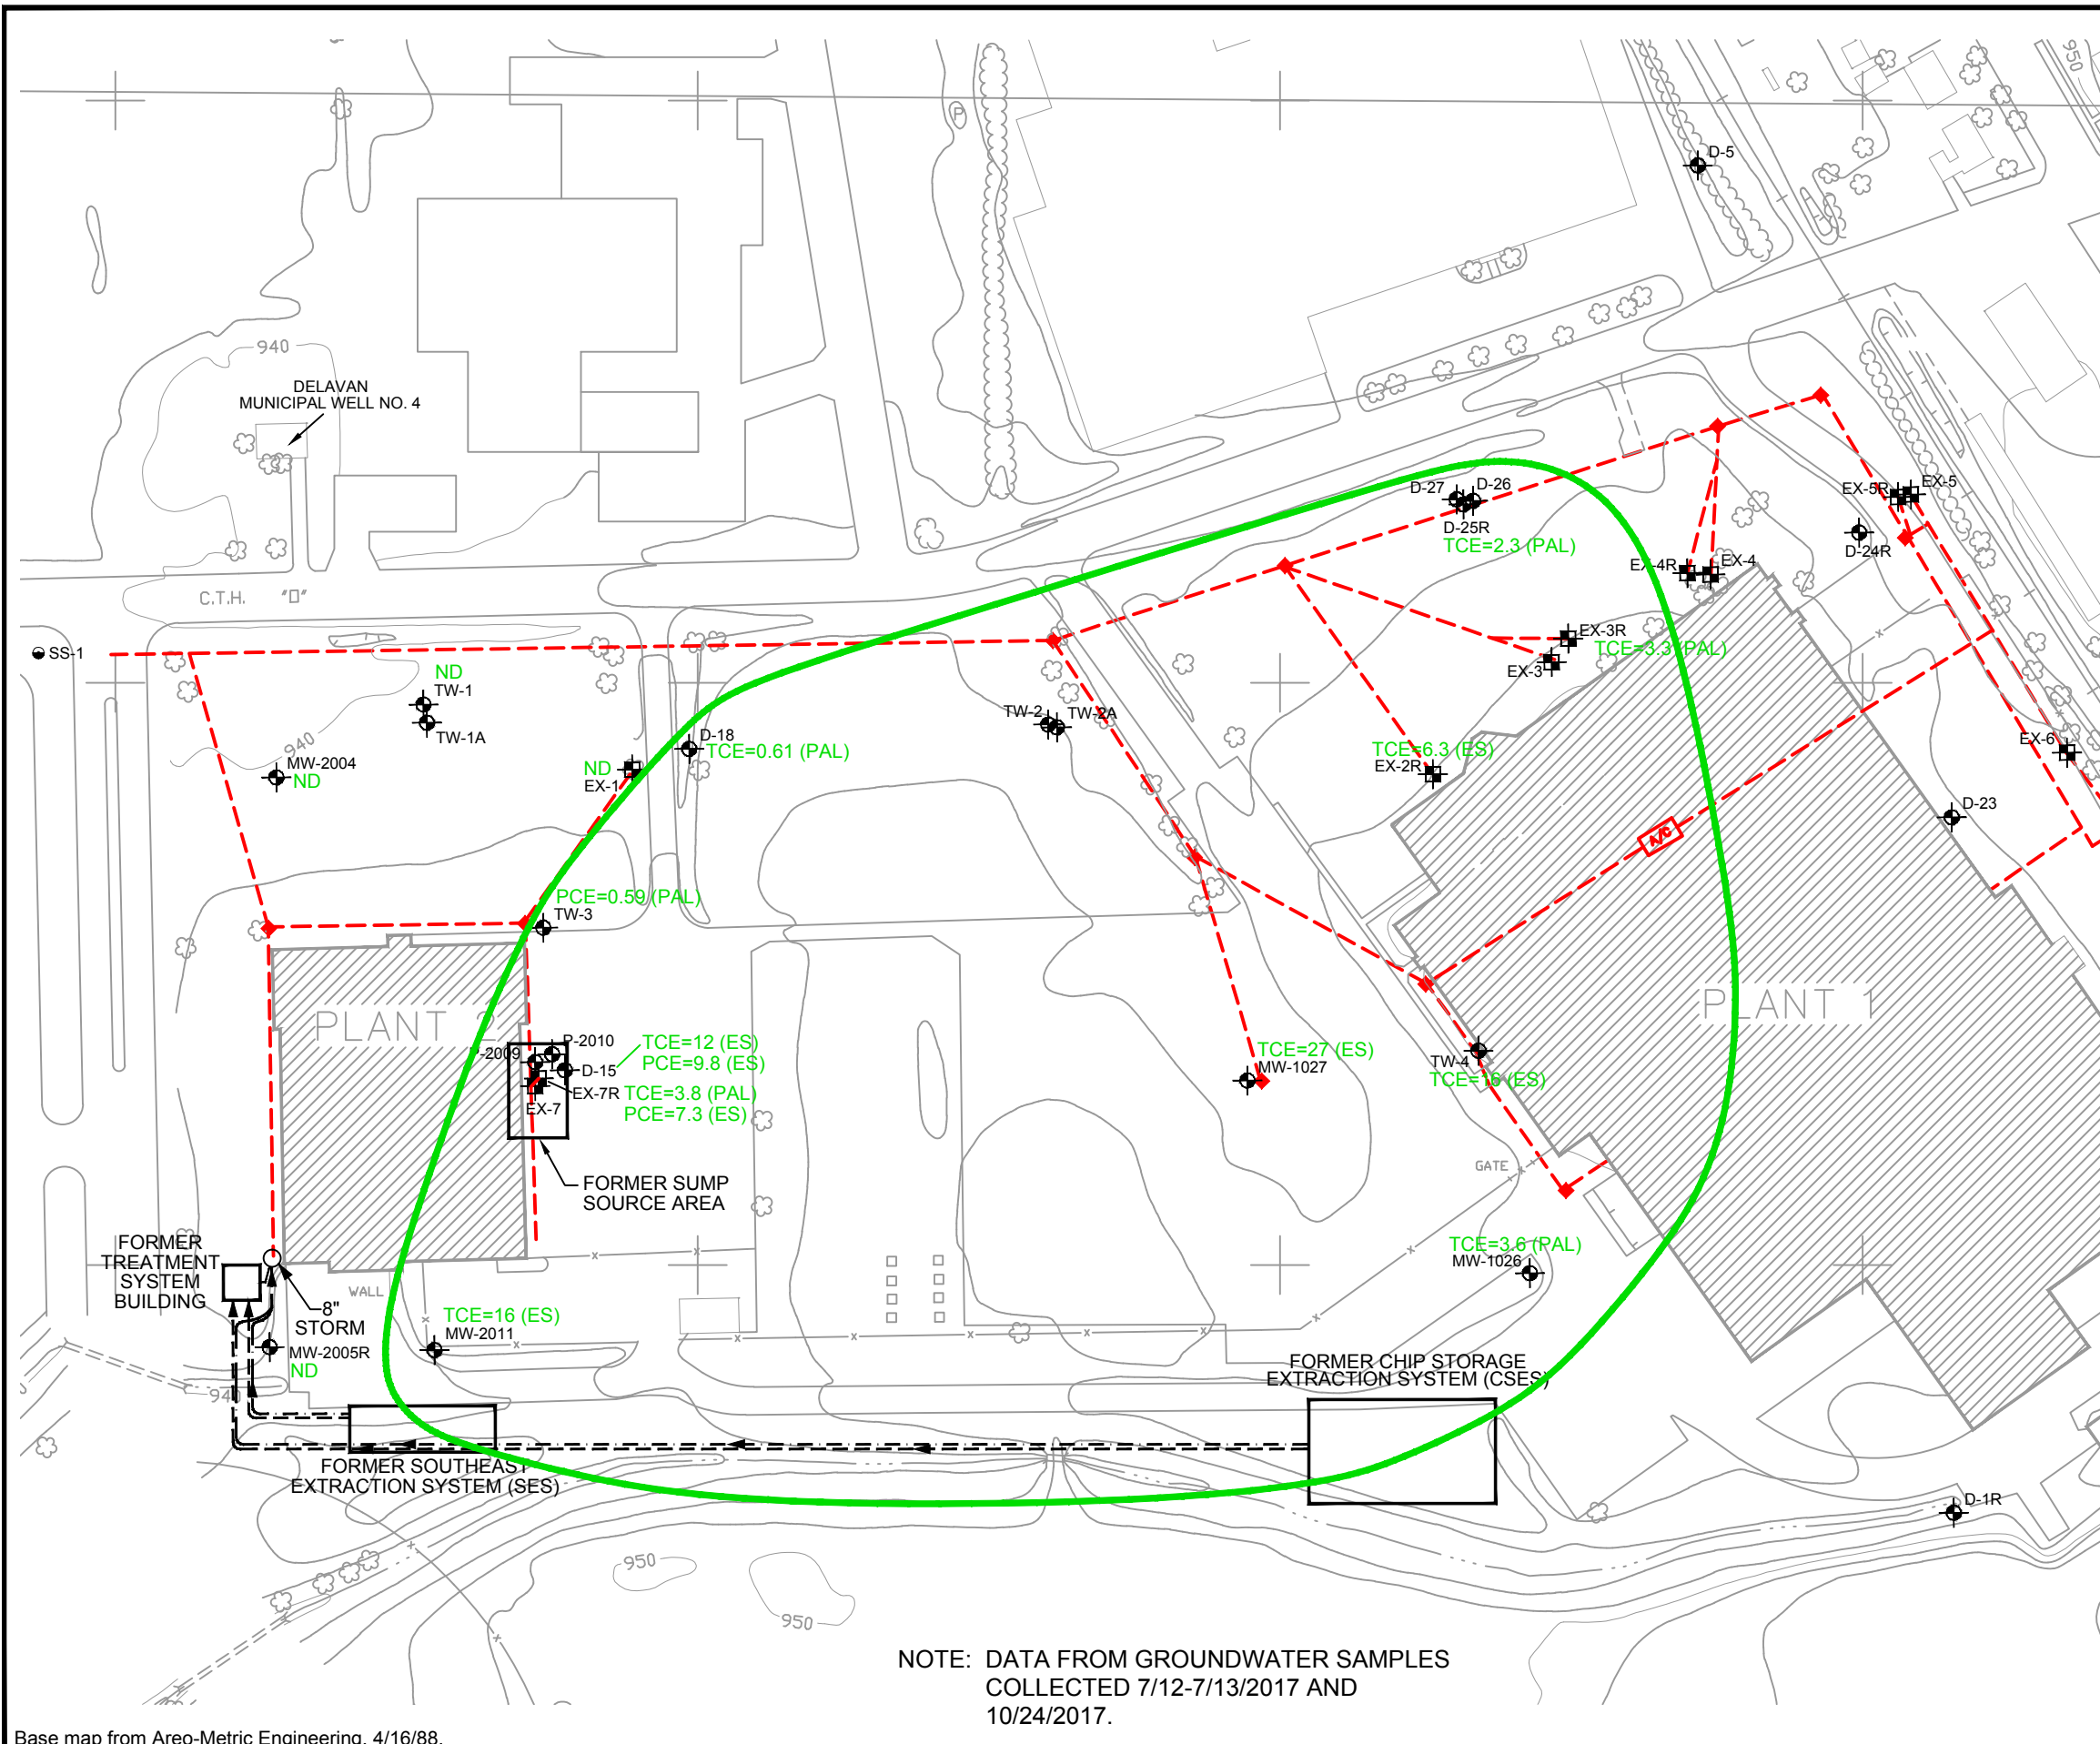 950
P
D-5
940
DELAVAN
MUNICIPAL WELL NO. 4
D-27
D-26
D-25R
TCE=2.3 (PAL)
EX-5R
EX-5
D-24R
EX-4R
EX-4
C.T.H. "O"
SS-1
EX-3R
TCE=3.3 (PAL)
EX-3
ND
TW-1
TW-1A
940
MW-2004
ND
ND
EX-1
D-18
TCE=0.61 (PAL)
TW-2
TW-2A
TCE=6.3 (ES)
EX-2R
EX-6
D-23
A/C
PCE=0.59 (PAL)
TW-3
PLANT 2
PLANT 1
P-2009
P-2010
D-15
TCE=12 (ES)
PCE=9.8 (ES)
EX-7R
TCE=3.8 (PAL)
PCE=7.3 (ES)
EX-7
TCE=27 (ES)
MW-1027
TW-4
TCE=16 (ES)
FORMER SUMP
SOURCE AREA
GATE
FORMER
TREATMENT
SYSTEM
BUILDING
8"
STORM
WALL
TCE=3.6 (PAL)
MW-1026
TCE=16 (ES)
MW-2011
MW-2005R
ND
940
FORMER CHIP STORAGE
EXTRACTION SYSTEM (CSES)
FORMER SOUTHEAST
EXTRACTION SYSTEM (SES)
D-1R
950
950
NOTE: DATA FROM GROUNDWATER SAMPLES
COLLECTED 7/12-7/13/2017 AND
10/24/2017.
Base map from Areo-Metric Engineering, 4/16/88.